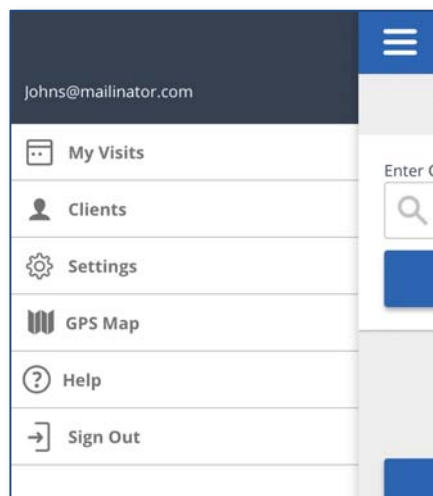 Johns@mailinator.com
My Visits
Enter C
Clients
Settings
GPS Map
Help
Sign Out